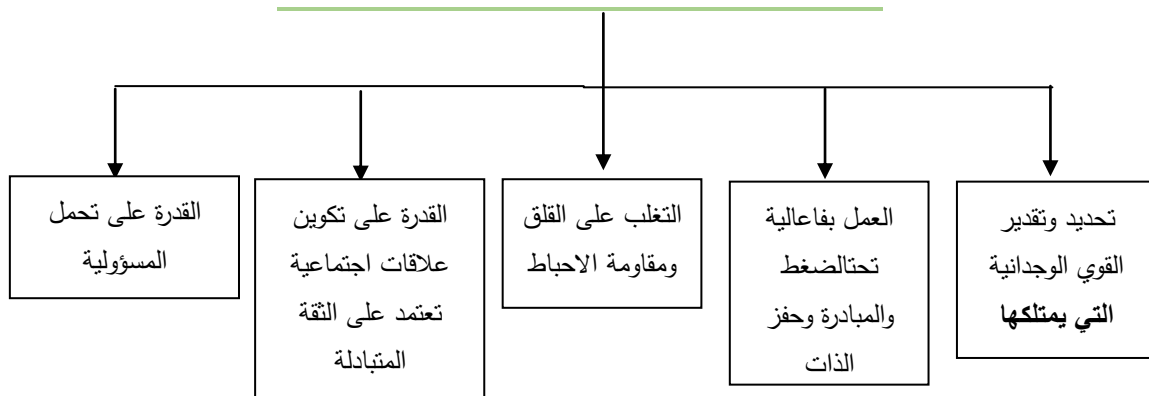 تحديد وتقدير
القوي الوجدانية
التي يمتلكها
العمل بفاعلية
تحتالضغط
والمبادرة وحفز
الذات
التغلب على القلق
ومقاومة الاحباط
القدرة على تكوين
علاقات اجتماعية
تعتمد على الثقة
المتبادلة
القدرة على تحمل
المسؤولية